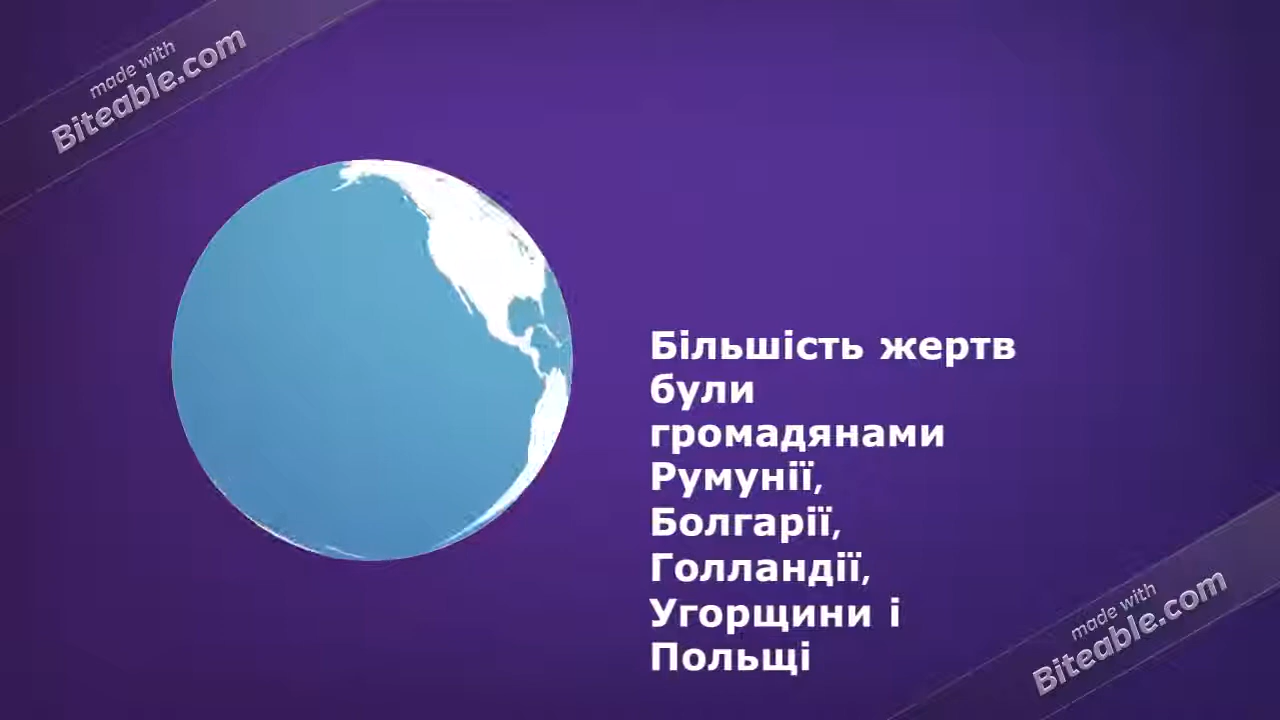 made with
Biteable.com
Більшість жертв
були
громадянами
Румунії,
Болгарії,
Голландії,
Угорщини і
Польщі
made with
Biteable.com